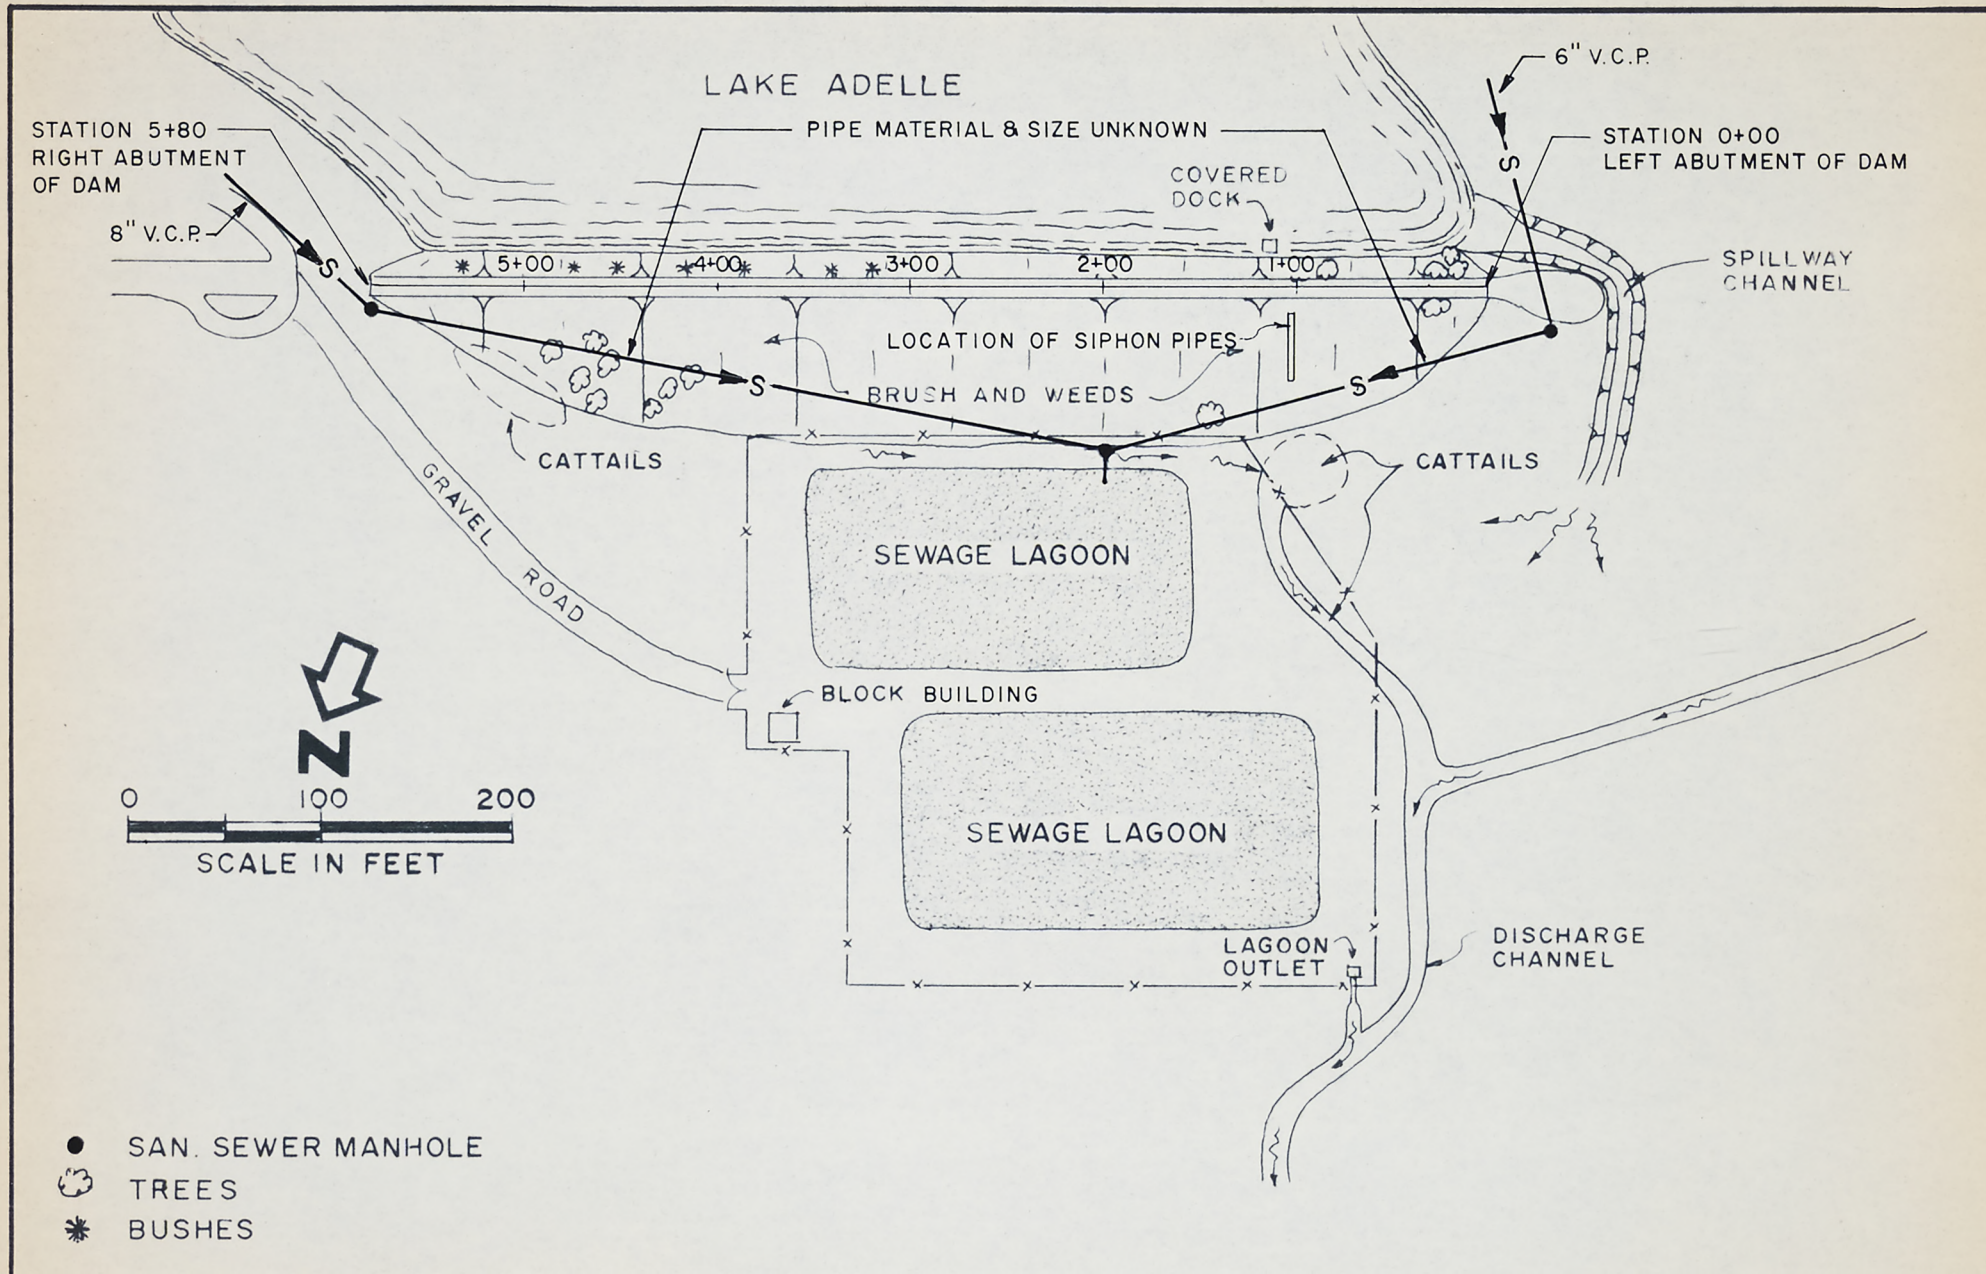 6" V.C.P.
LAKE ADELLE
STATION 5+80
RIGHT ABUTMENT
OF DAM
PIPE MATERIAL & SIZE UNKNOWN
STATION 0+00
LEFT ABUTMENT OF DAM
S
COVERED
DOCK
8" V.C.P.
S
5+00
4+00
3+00
2+00
1+00
SPILLWAY
CHANNEL
LOCATION OF SIPHON PIPES
S
S
BRUSH AND WEEDS
CATTAILS
CATTAILS
GRAVEL ROAD
SEWAGE LAGOON
BLOCK BUILDING
N
0 100 200
SCALE IN FEET
SEWAGE LAGOON
LAGOON
OUTLET
DISCHARGE
CHANNEL
SAN. SEWER MANHOLE
TREES
BUSHES